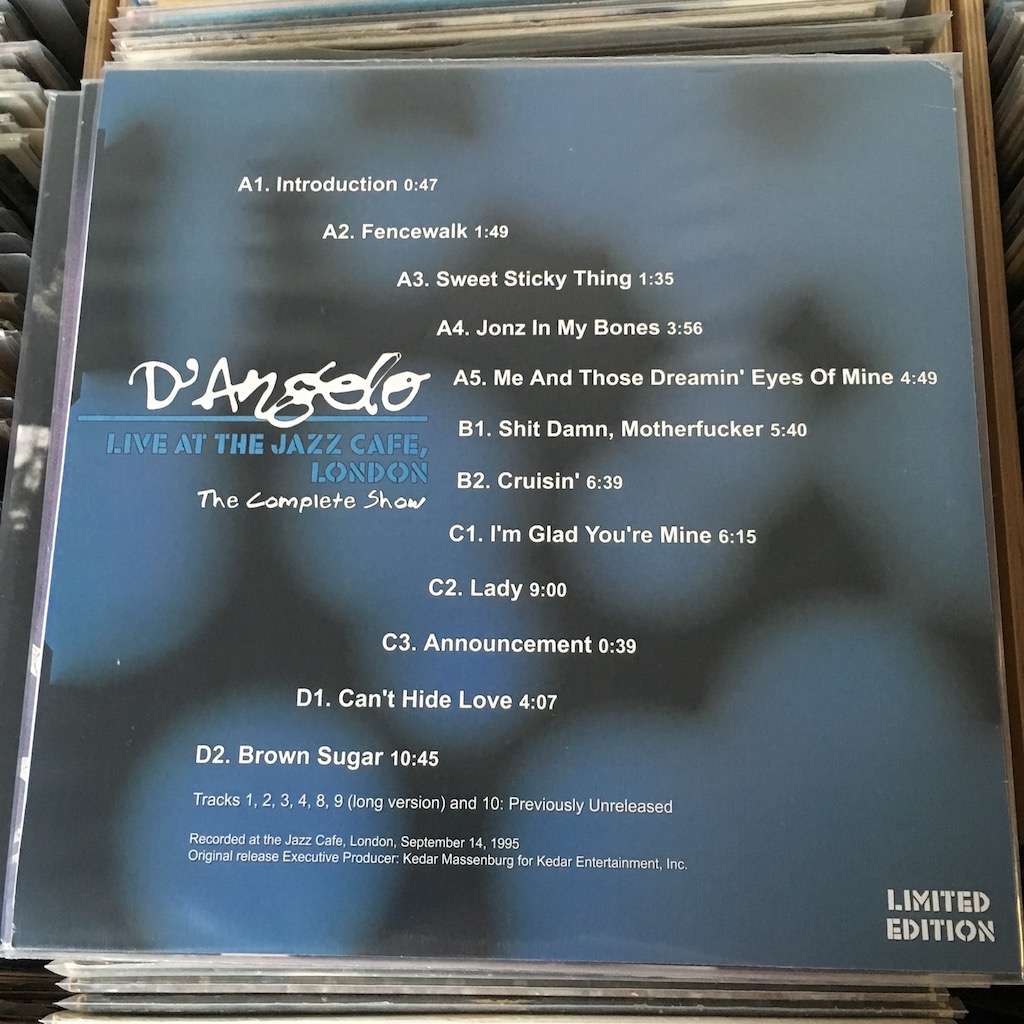 A1. Introduction 0:47
A2. Fencewalk 1:49
A3. Sweet Sticky Thing 1:35
A4. Jonz In My Bones 3:56
D'Angelo
A5. Me And Those Dreamin' Eyes Of Mine 4:49
LIVE AT THE JAZZ CAFE,
LONDON
The Complete Show
B1. Shit Damn, Motherfucker 5:40
B2. Cruisin' 6:39
C1. I'm Glad You're Mine 6:15
C2. Lady 9:00
C3. Announcement 0:39
D1. Can't Hide Love 4:07
D2. Brown Sugar 10:45
Tracks 1, 2, 3, 4, 8, 9 (long version) and 10: Previously Unreleased
Recorded at the Jazz Cafe, London, September 14, 1995
Original release Executive Producer: Kedar Massenburg for Kedar Entertainment, Inc.
LIMITED
EDITION